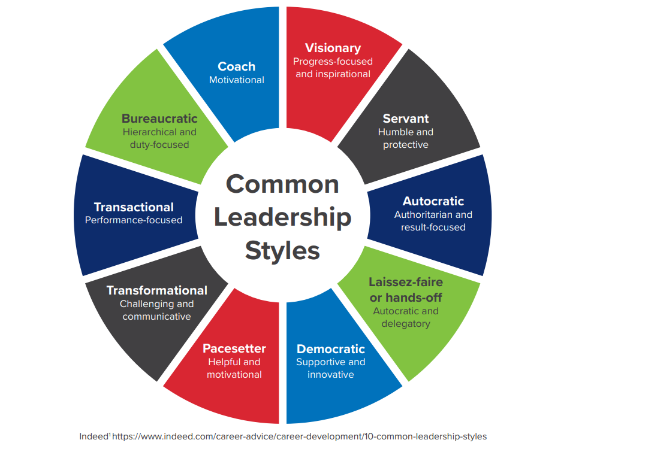 Common
Leadership
Styles
Visionary
Progress-focused
and inspirational
Servant
Humble and
protective
Autocratic
Authoritarian and
result-focused
Laissez-faire
or hands-off
Autocratic and
delegatory
Democratic
Supportive and
innovative
Pacesetter
Helpful and
motivational
Transformational
Challenging and
communicative
Transactional
Performance-focused
Bureaucratic
Hierarchical and
duty-focused
Coach
Motivational
Indeed¹ https://www.indeed.com/career-advice/career-development/10-common-leadership-styles